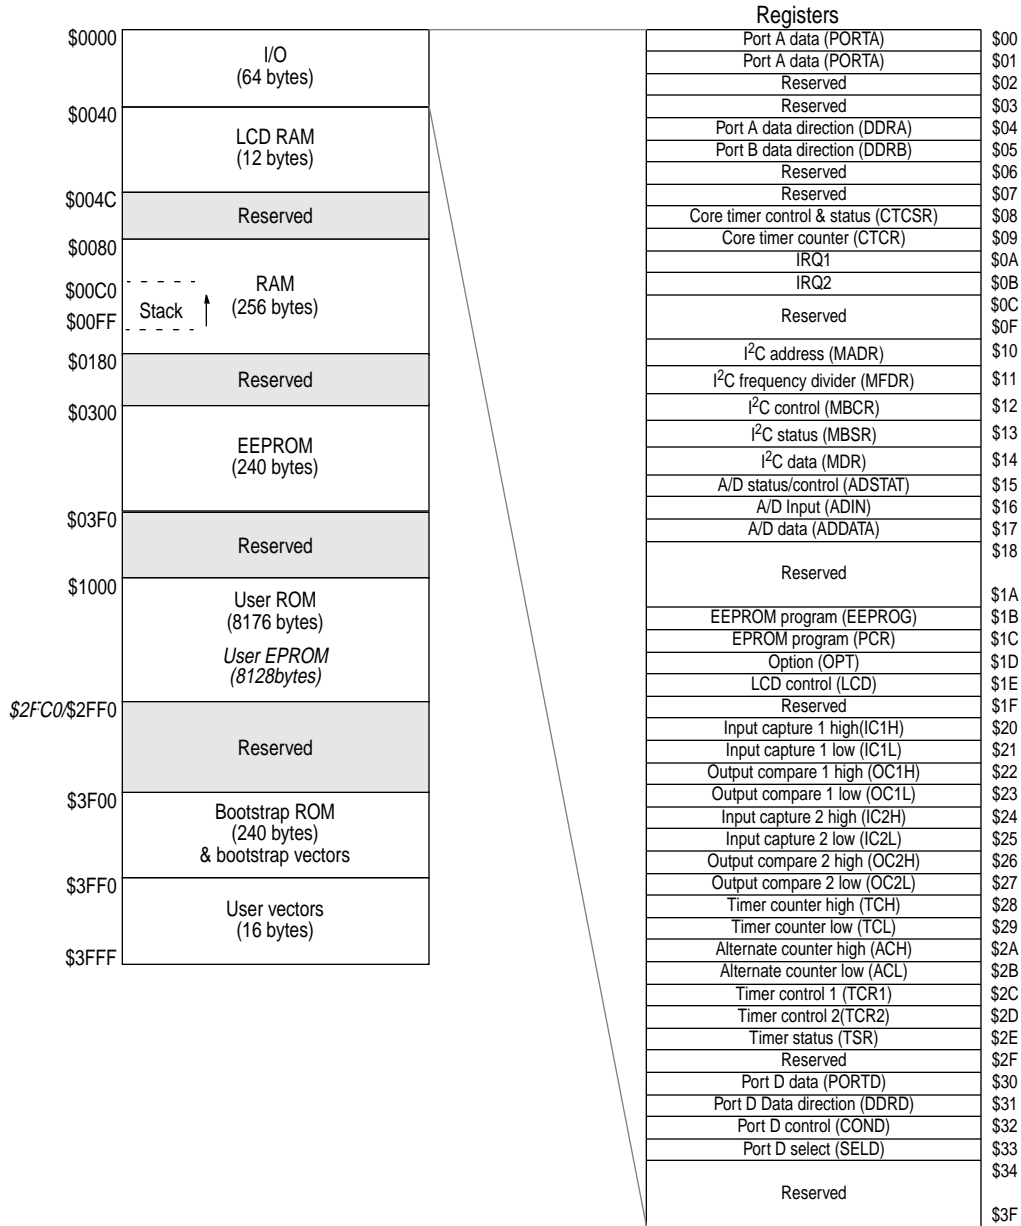 $0000
I/O
(64 bytes)
$0040
LCD RAM
(12 bytes)
$004C
Reserved
$0080
RAM
(256 bytes)
$00C0
Stack
$00FF
$0180
Reserved
$0300
EEPROM
(240 bytes)
$03F0
Reserved
$1000
User ROM
(8176 bytes)
User EPROM
(8128bytes)
$2FC0/$2FF0
Reserved
$3F00
Bootstrap ROM
(240 bytes)
& bootstrap vectors
$3FF0
User vectors
(16 bytes)
$3FFF
Registers
Port A data (PORTA) $00
Port A data (PORTA) $01
Reserved $02
Reserved $03
Port A data direction (DDRA) $04
Port B data direction (DDRB) $05
Reserved $06
Reserved $07
Core timer control & status (CTCSR) $08
Core timer counter (CTCR) $09
IRQ1 $0A
IRQ2 $0B
$0C
Reserved
$0F
I2C address (MADR) $10
I2C frequency divider (MFDR) $11
I2C control (MBCR) $12
I2C status (MBSR) $13
I2C data (MDR) $14
A/D status/control (ADSTAT) $15
A/D Input (ADIN) $16
A/D data (ADDATA) $17
$18
Reserved
$1A
EEPROM program (EEPROG) $1B
EPROM program (PCR) $1C
Option (OPT) $1D
LCD control (LCD) $1E
Reserved $1F
Input capture 1 high(IC1H) $20
Input capture 1 low (IC1L) $21
Output compare 1 high (OC1H) $22
Output compare 1 low (OC1L) $23
Input capture 2 high (IC2H) $24
Input capture 2 low (IC2L) $25
Output compare 2 high (OC2H) $26
Output compare 2 low (OC2L) $27
Timer counter high (TCH) $28
Timer counter low (TCL) $29
Alternate counter high (ACH) $2A
Alternate counter low (ACL) $2B
Timer control 1 (TCR1) $2C
Timer control 2(TCR2) $2D
Timer status (TSR) $2E
Reserved $2F
Port D data (PORTD) $30
Port D Data direction (DDRD) $31
Port D control (COND) $32
Port D select (SELD) $33
$34
Reserved
$3F